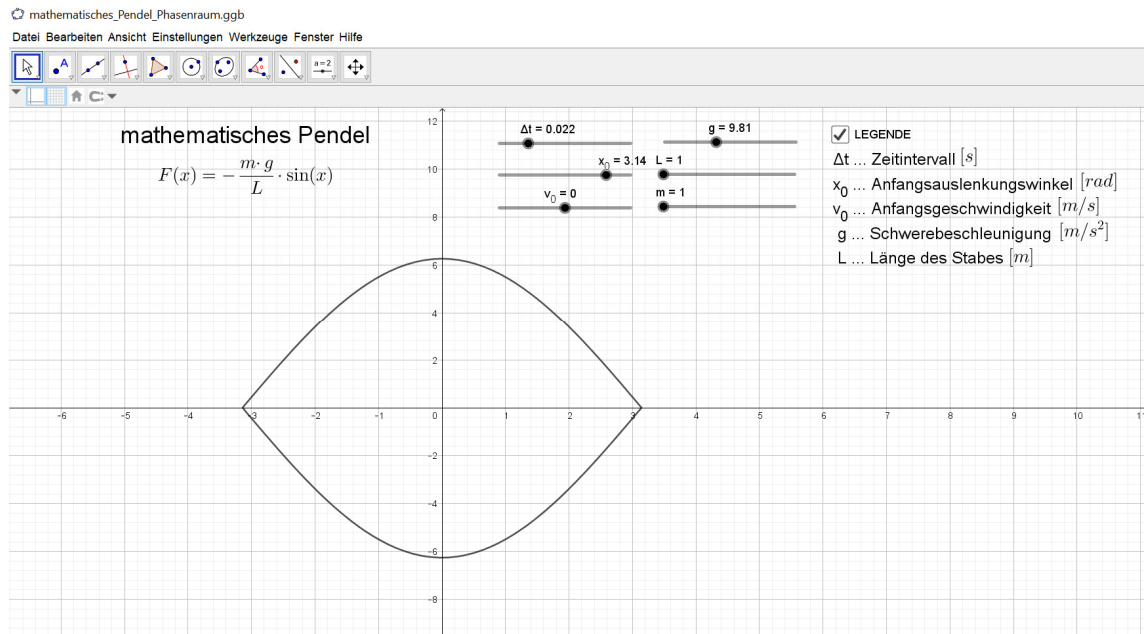 mathematisches_Pendel_Phasenraum.ggb
Datei Bearbeiten Ansicht Einstellungen Werkzeuge Fenster Hilfe
A
a=2
mathematisches Pendel
F(x) = − m· g / L · sin(x)
Δt = 0.022
g = 9.81
x₀ = 3.14
L = 1
v₀ = 0
m = 1
LEGENDE
Δt ... Zeitintervall [s]
x₀ ... Anfangsauslenkungswinkel [rad]
v₀ ... Anfangsgeschwindigkeit [m/s]
g ... Schwerebeschleunigung [m/s²]
L ... Länge des Stabes [m]
12
10
8
6
4
2
-6 -5 -4 -3 -2 -1 0 1 2 3 4 5 6 7 8 9 10 11
-2
-4
-6
-8